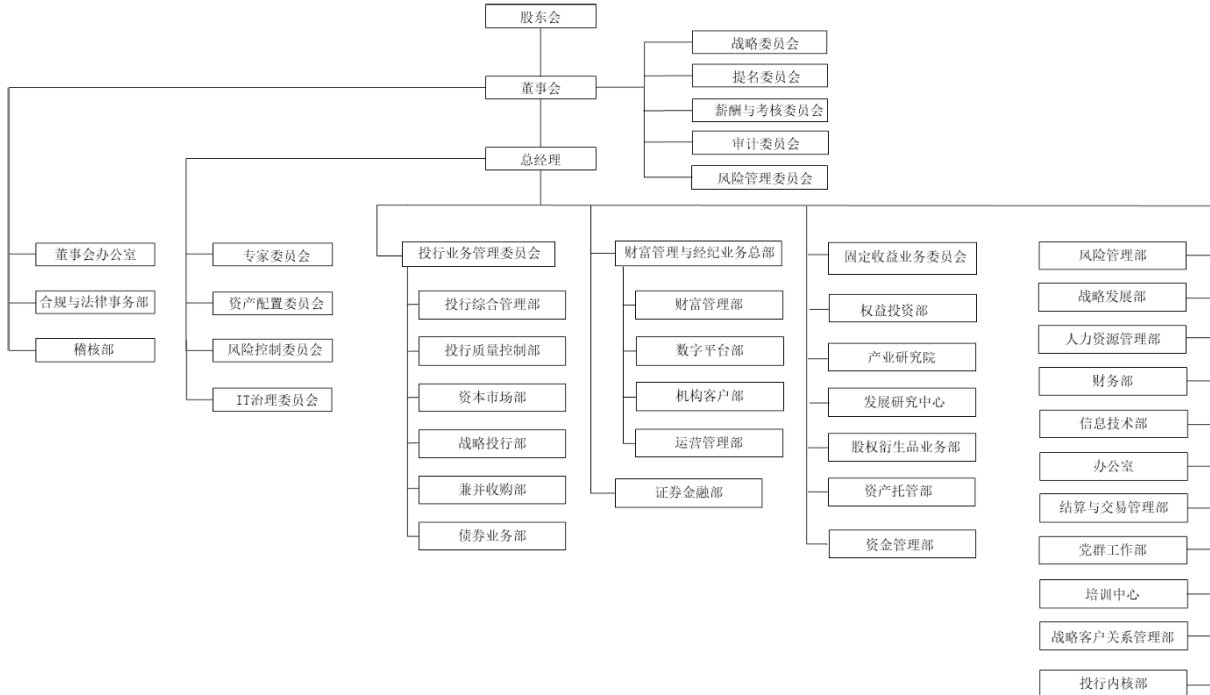 股东会
战略委员会
提名委员会
董事会
薪酬与考核委员会
审计委员会
总经理
风险管理委员会
董事会办公室
合规与法律事务部
稽核部
专家委员会
资产配置委员会
风险控制委员会
IT治理委员会
投行业务管理委员会
投行综合管理部
投行质量控制部
资本市场部
战略投行部
兼并收购部
债券业务部
财富管理与经纪业务总部
财富管理部
数字平台部
机构客户部
运营管理部
证券金融部
固定收益业务委员会
权益投资部
产业研究院
发展研究中心
股权衍生品业务部
资产托管部
资金管理部
风险管理部
战略发展部
人力资源管理部
财务部
信息技术部
办公室
结算与交易管理部
党群工作部
培训中心
战略客户关系管理部
投行内核部